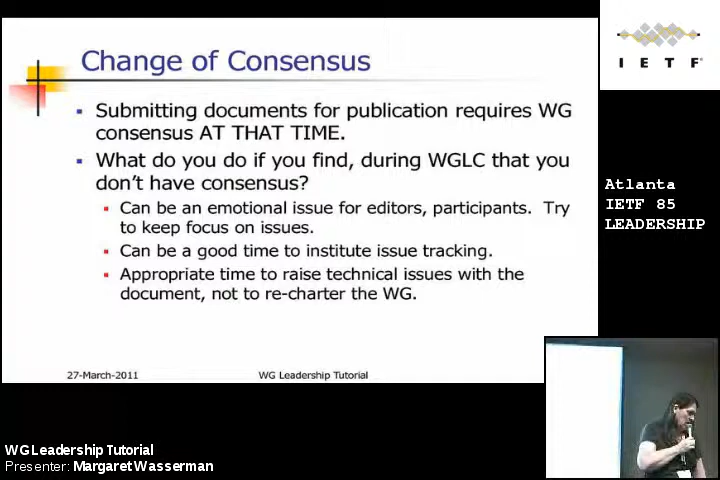 Change of Consensus
Submitting documents for publication requires WG
consensus AT THAT TIME.
What do you do if you find, during WGLC that you
don't have consensus?
Can be an emotional issue for editors, participants. Try
to keep focus on issues.
Can be a good time to institute issue tracking.
Appropriate time to raise technical issues with the
document, not to re-charter the WG.
27-March-2011
WG Leadership Tutorial
I E T F®
Atlanta
IETF 85
LEADERSHIP
WG Leadership Tutorial
Presenter: Margaret Wasserman